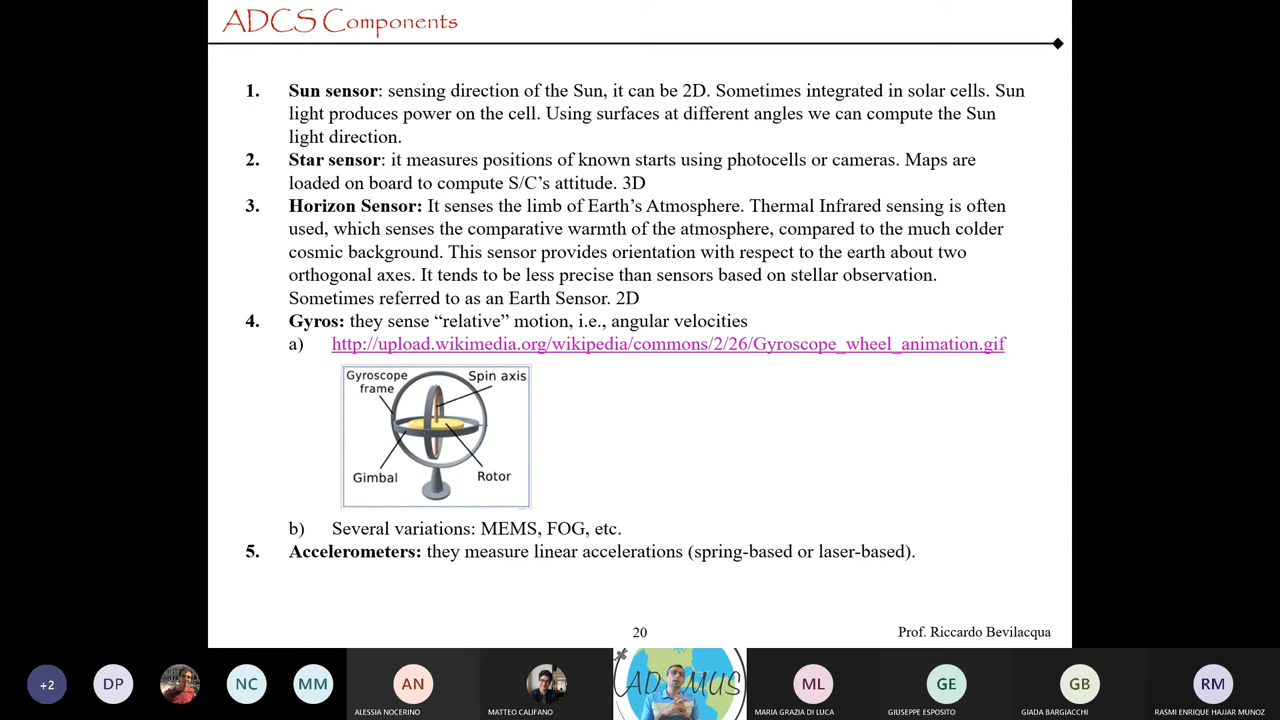 ADCS Components
1. Sun sensor: sensing direction of the Sun, it can be 2D. Sometimes integrated in solar cells. Sun
light produces power on the cell. Using surfaces at different angles we can compute the Sun
light direction.
2. Star sensor: it measures positions of known starts using photocells or cameras. Maps are
loaded on board to compute S/C's attitude. 3D
3. Horizon Sensor: It senses the limb of Earth's Atmosphere. Thermal Infrared sensing is often
used, which senses the comparative warmth of the atmosphere, compared to the much colder
cosmic background. This sensor provides orientation with respect to the earth about two
orthogonal axes. It tends to be less precise than sensors based on stellar observation.
Sometimes referred to as an Earth Sensor. 2D
4. Gyros: they sense “relative” motion, i.e., angular velocities
a) http://upload.wikimedia.org/wikipedia/commons/2/26/Gyroscope_wheel_animation.gif
Gyroscope
frame
Spin axis
Gimbal
Rotor
b) Several variations: MEMS, FOG, etc.
5. Accelerometers: they measure linear accelerations (spring-based or laser-based).
20
Prof. Riccardo Bevilacqua
+2
DP
NC
MM
AN
ALESSIA NOCERINO
MATTEO CALIFANO
AD MUS
ML
MARIA GRAZIA DI LUCA
GE
GIUSEPPE ESPOSITO
GB
GIADA BARGIACCHI
RM
RASMI ENRIQUE HAJJAR MUNOZ